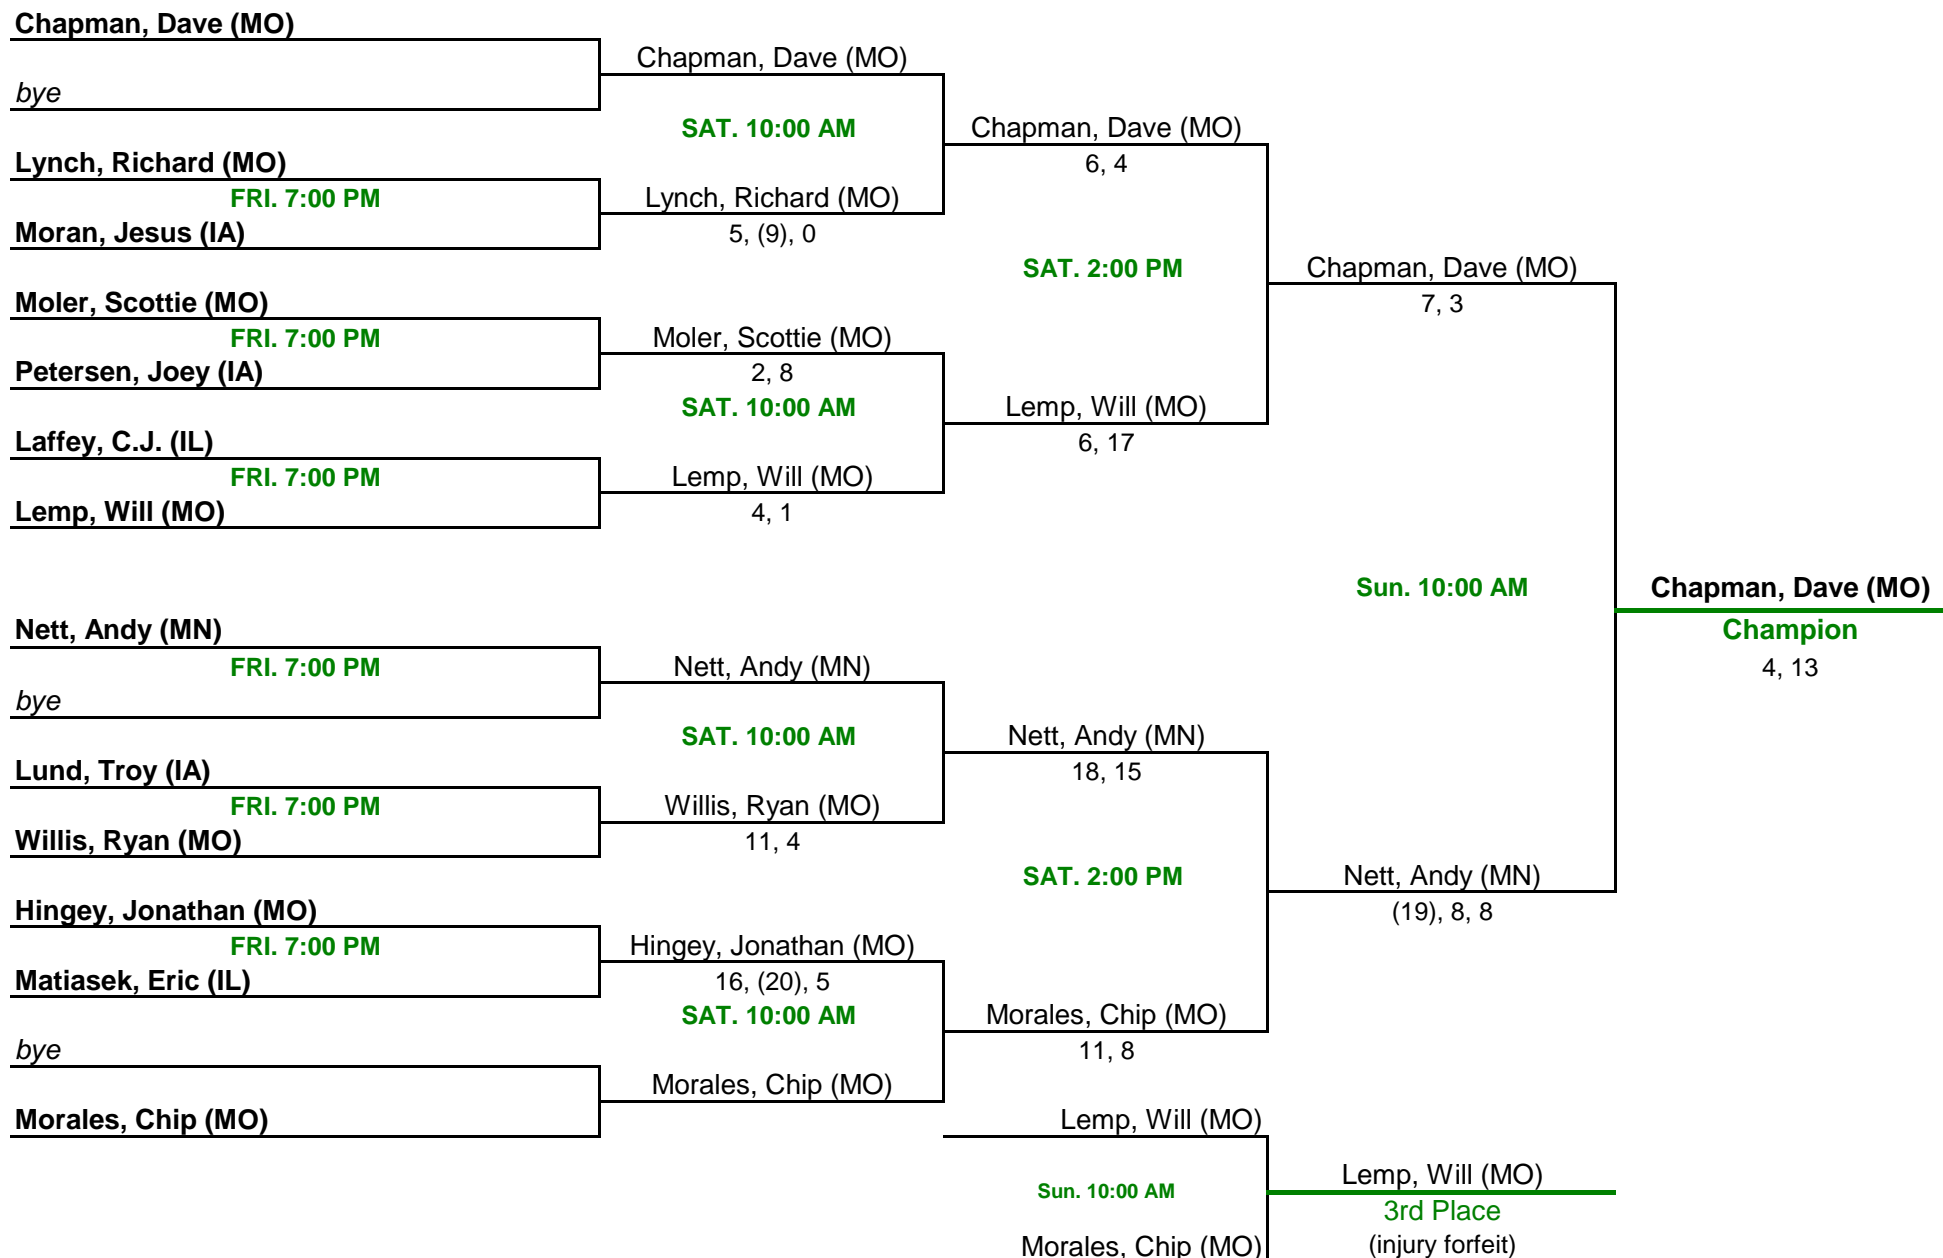 Chapman, Dave (MO)
bye
Lynch, Richard (MO)
FRI. 7:00 PM
Moran, Jesus (IA)
Moler, Scottie (MO)
FRI. 7:00 PM
Petersen, Joey (IA)
Laffey, C.J. (IL)
FRI. 7:00 PM
Lemp, Will (MO)
Nett, Andy (MN)
FRI. 7:00 PM
bye
Lund, Troy (IA)
FRI. 7:00 PM
Willis, Ryan (MO)
Hingey, Jonathan (MO)
FRI. 7:00 PM
Matiasek, Eric (IL)
bye
Morales, Chip (MO)
Chapman, Dave (MO)
SAT. 10:00 AM
Lynch, Richard (MO)
5, (9), 0
Moler, Scottie (MO)
2, 8
SAT. 10:00 AM
Lemp, Will (MO)
4, 1
Nett, Andy (MN)
SAT. 10:00 AM
Willis, Ryan (MO)
11, 4
Hingey, Jonathan (MO)
16, (20), 5
SAT. 10:00 AM
Morales, Chip (MO)
Chapman, Dave (MO)
6, 4
SAT. 2:00 PM
Lemp, Will (MO)
6, 17
Nett, Andy (MN)
18, 15
SAT. 2:00 PM
Morales, Chip (MO)
11, 8
Lemp, Will (MO)
Sun. 10:00 AM
Morales, Chip (MO)
Chapman, Dave (MO)
7, 3
Sun. 10:00 AM
Nett, Andy (MN)
(19), 8, 8
Lemp, Will (MO)
3rd Place
(injury forfeit)
Chapman, Dave (MO)
Champion
4, 13